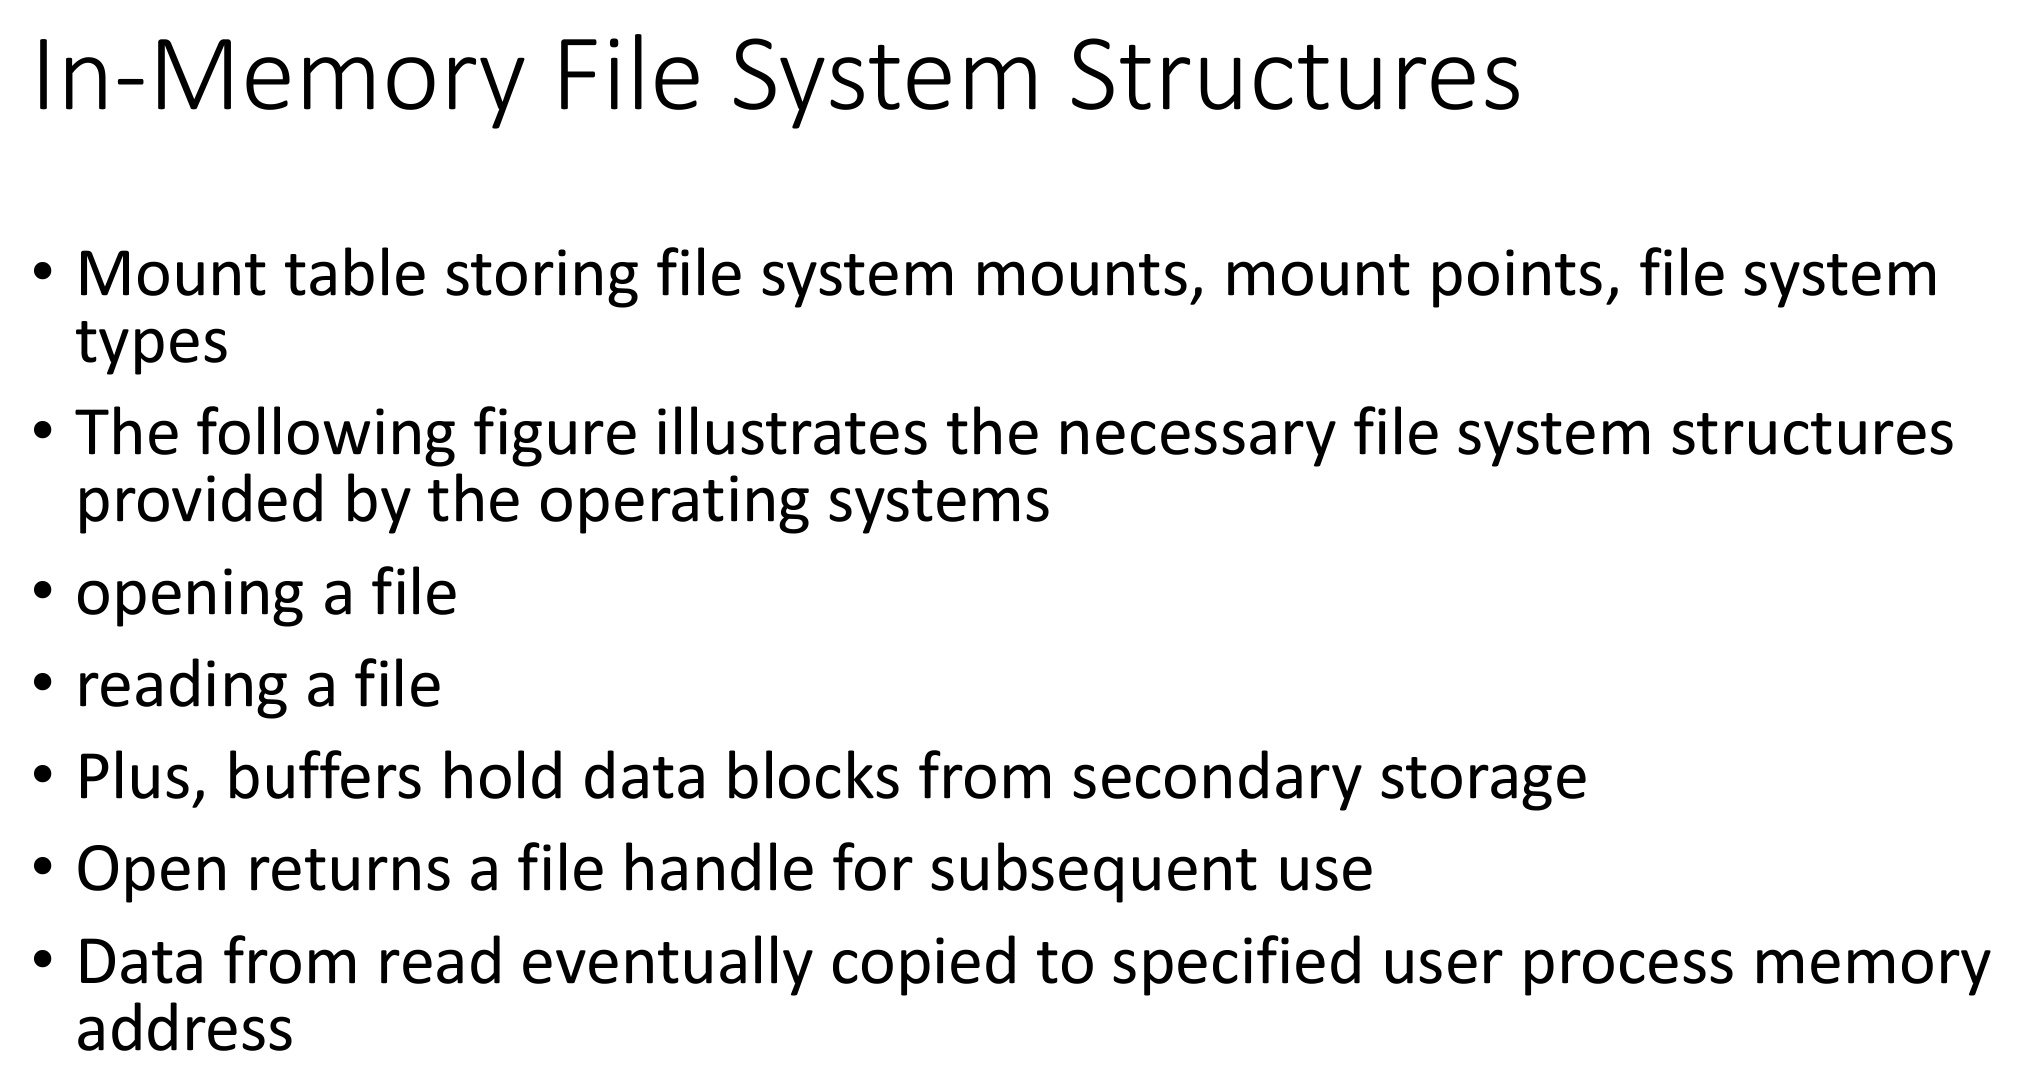 In-Memory File System Structures
• Mount table storing file system mounts, mount points, file system
types
• The following figure illustrates the necessary file system structures
provided by the operating systems
• opening a file
• reading a file
• Plus, buffers hold data blocks from secondary storage
• Open returns a file handle for subsequent use
• Data from read eventually copied to specified user process memory
address